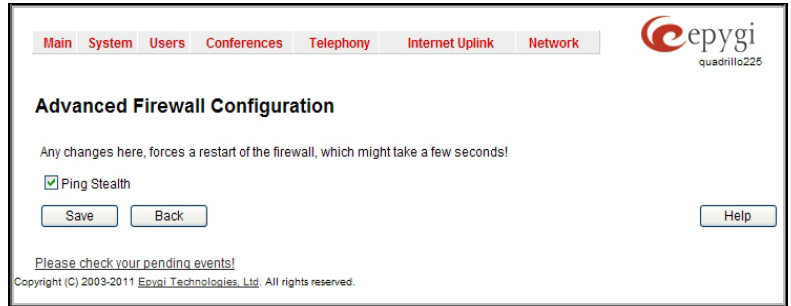 Main System Users Conferences Telephony Internet Uplink Network
epygi
quadrillo225
Advanced Firewall Configuration
Any changes here, forces a restart of the firewall, which might take a few seconds!
Ping Stealth
Save Back Help
Please check your pending events!
Copyright (C) 2003-2011 Epygi Technologies, Ltd. All rights reserved.